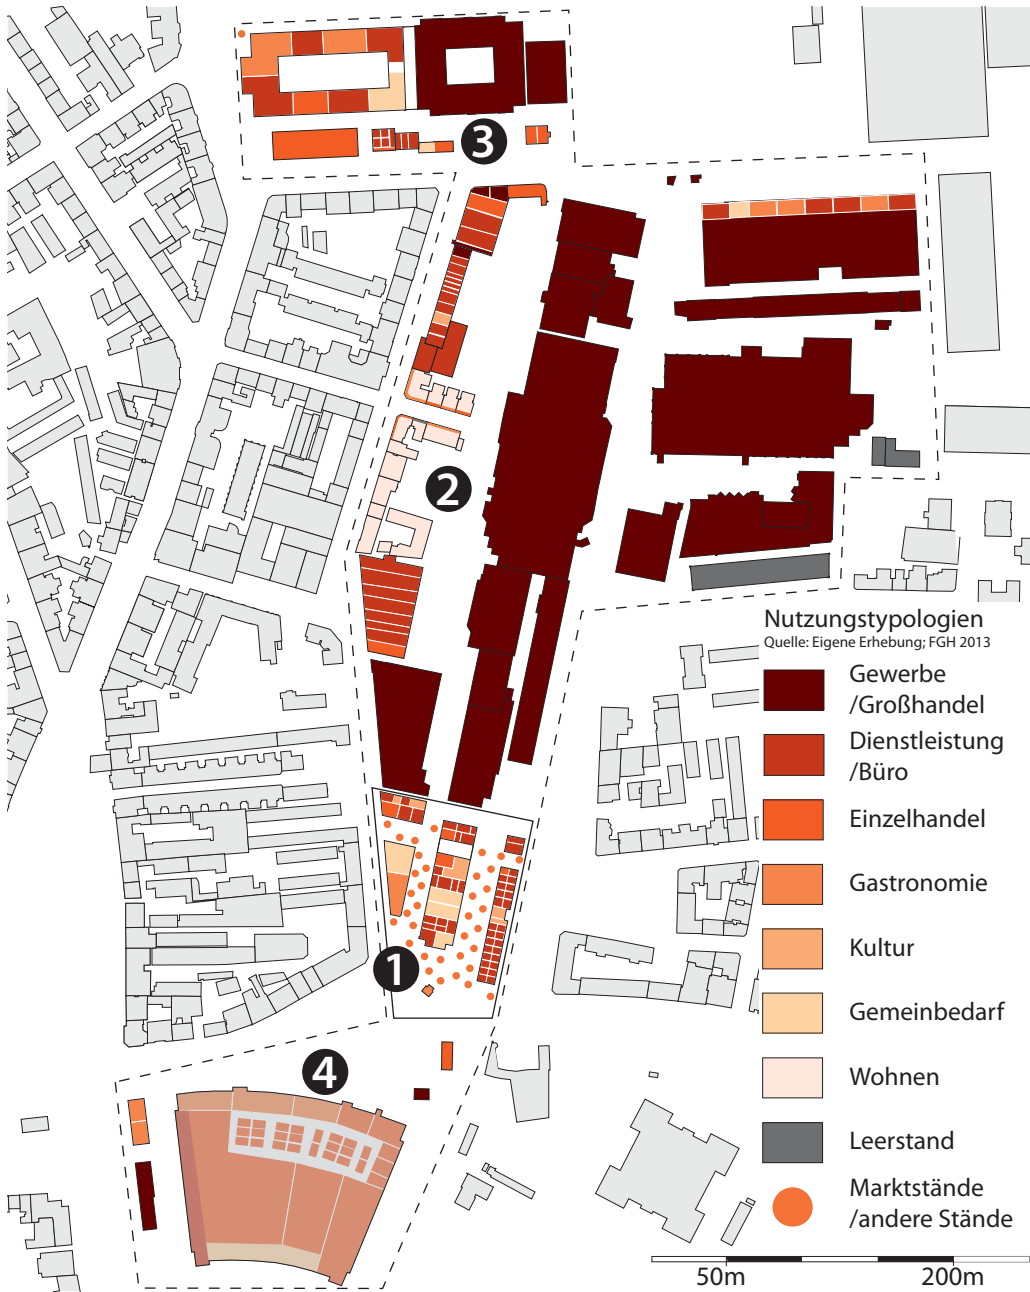 3
2
Nutzungstypologien
Quelle: Eigene Erhebung; FGH 2013
Gewerbe
/Großhandel
Dienstleistung
/Büro
Einzelhandel
Gastronomie
Kultur
1
Gemeinbedarf
4
Wohnen
Leerstand
Marktstände
/andere Stände
50m 200m